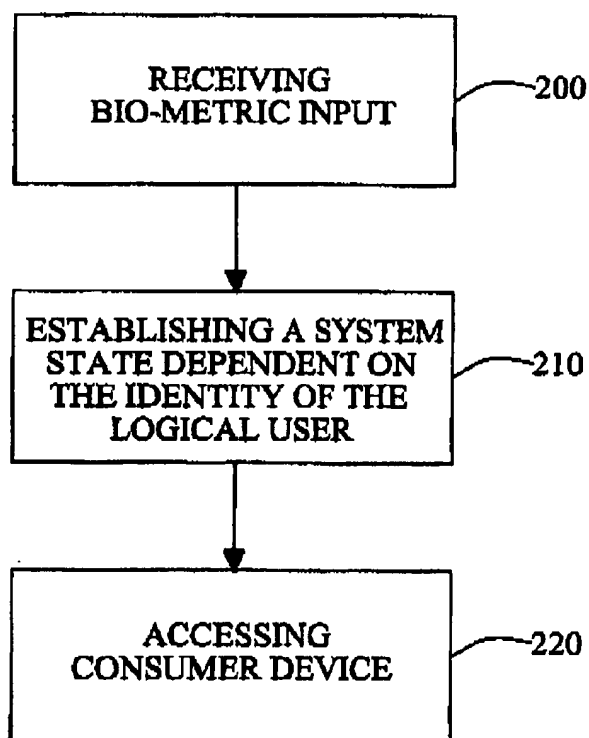 RECEIVING
BIO-METRIC INPUT
200
ESTABLISHING A SYSTEM
STATE DEPENDENT ON
THE IDENTITY OF THE
LOGICAL USER
210
ACCESSING
CONSUMER DEVICE
220